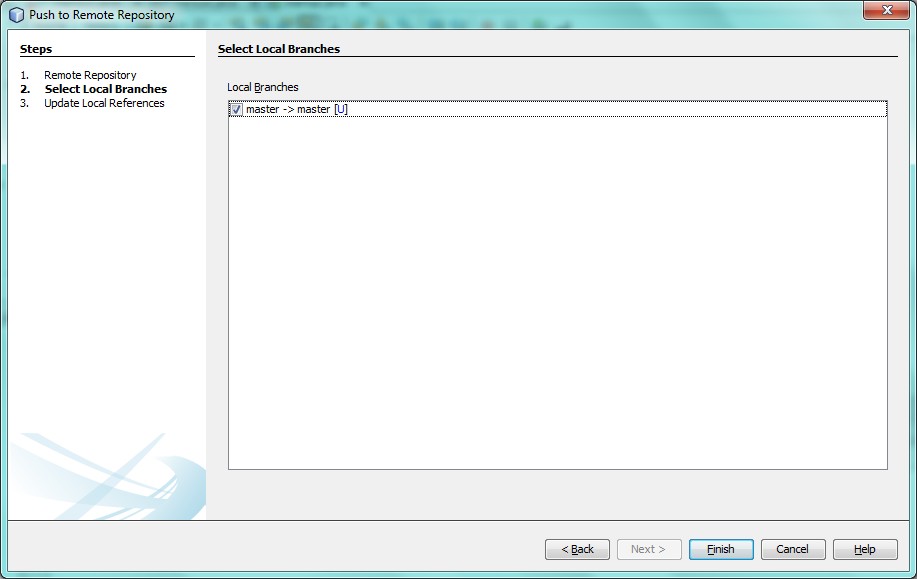 Push to Remote Repository
Steps
1. Remote Repository
2. Select Local Branches
3. Update Local References
Select Local Branches
Local Branches
master -> master [U]
< Back
Next >
Finish
Cancel
Help